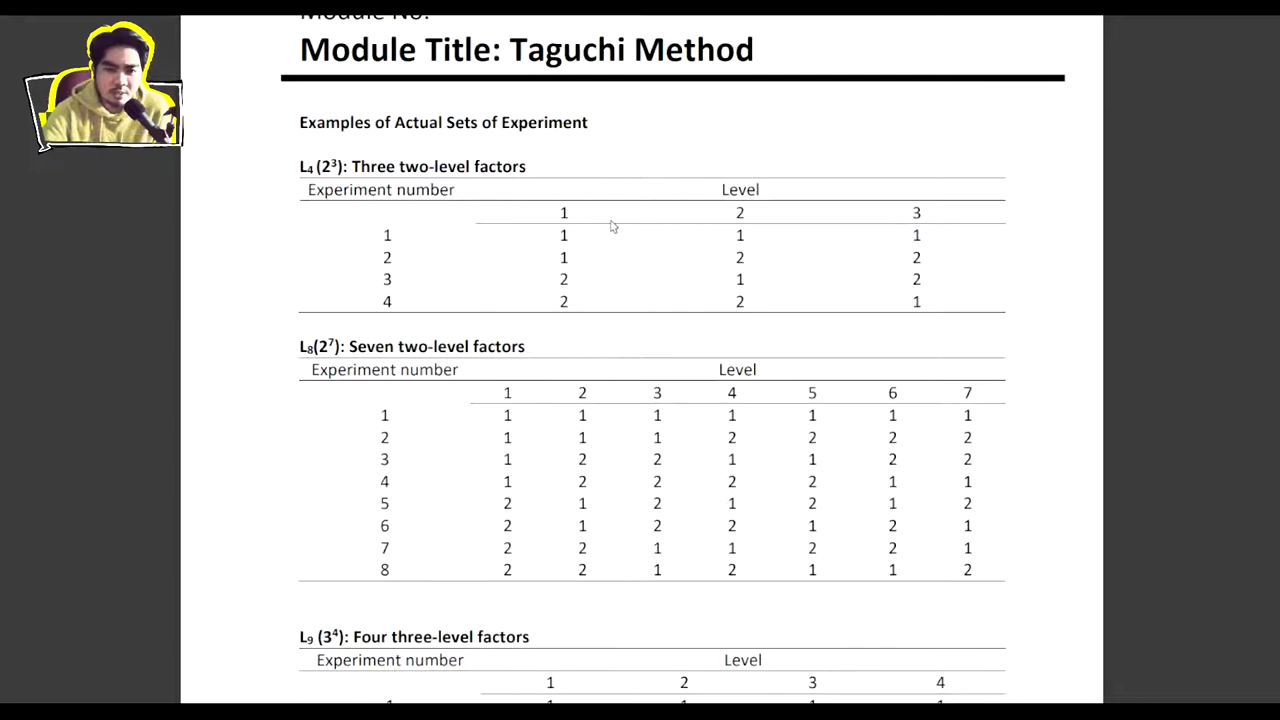 Module No.
Module Title: Taguchi Method
Examples of Actual Sets of Experiment
L₄ (2³): Three two-level factors
Experiment number Level
1 2 3
1 1 1 1
2 1 2 2
3 2 1 2
4 2 2 1
L₈(2⁷): Seven two-level factors
Experiment number Level
1 2 3 4 5 6 7
1 1 1 1 1 1 1 1
2 1 1 1 2 2 2 2
3 1 2 2 1 1 2 2
4 1 2 2 2 2 1 1
5 2 1 2 1 2 1 2
6 2 1 2 2 1 2 1
7 2 2 1 1 2 2 1
8 2 2 1 2 1 1 2
L₉ (3⁴): Four three-level factors
Experiment number Level
1 2 3 4